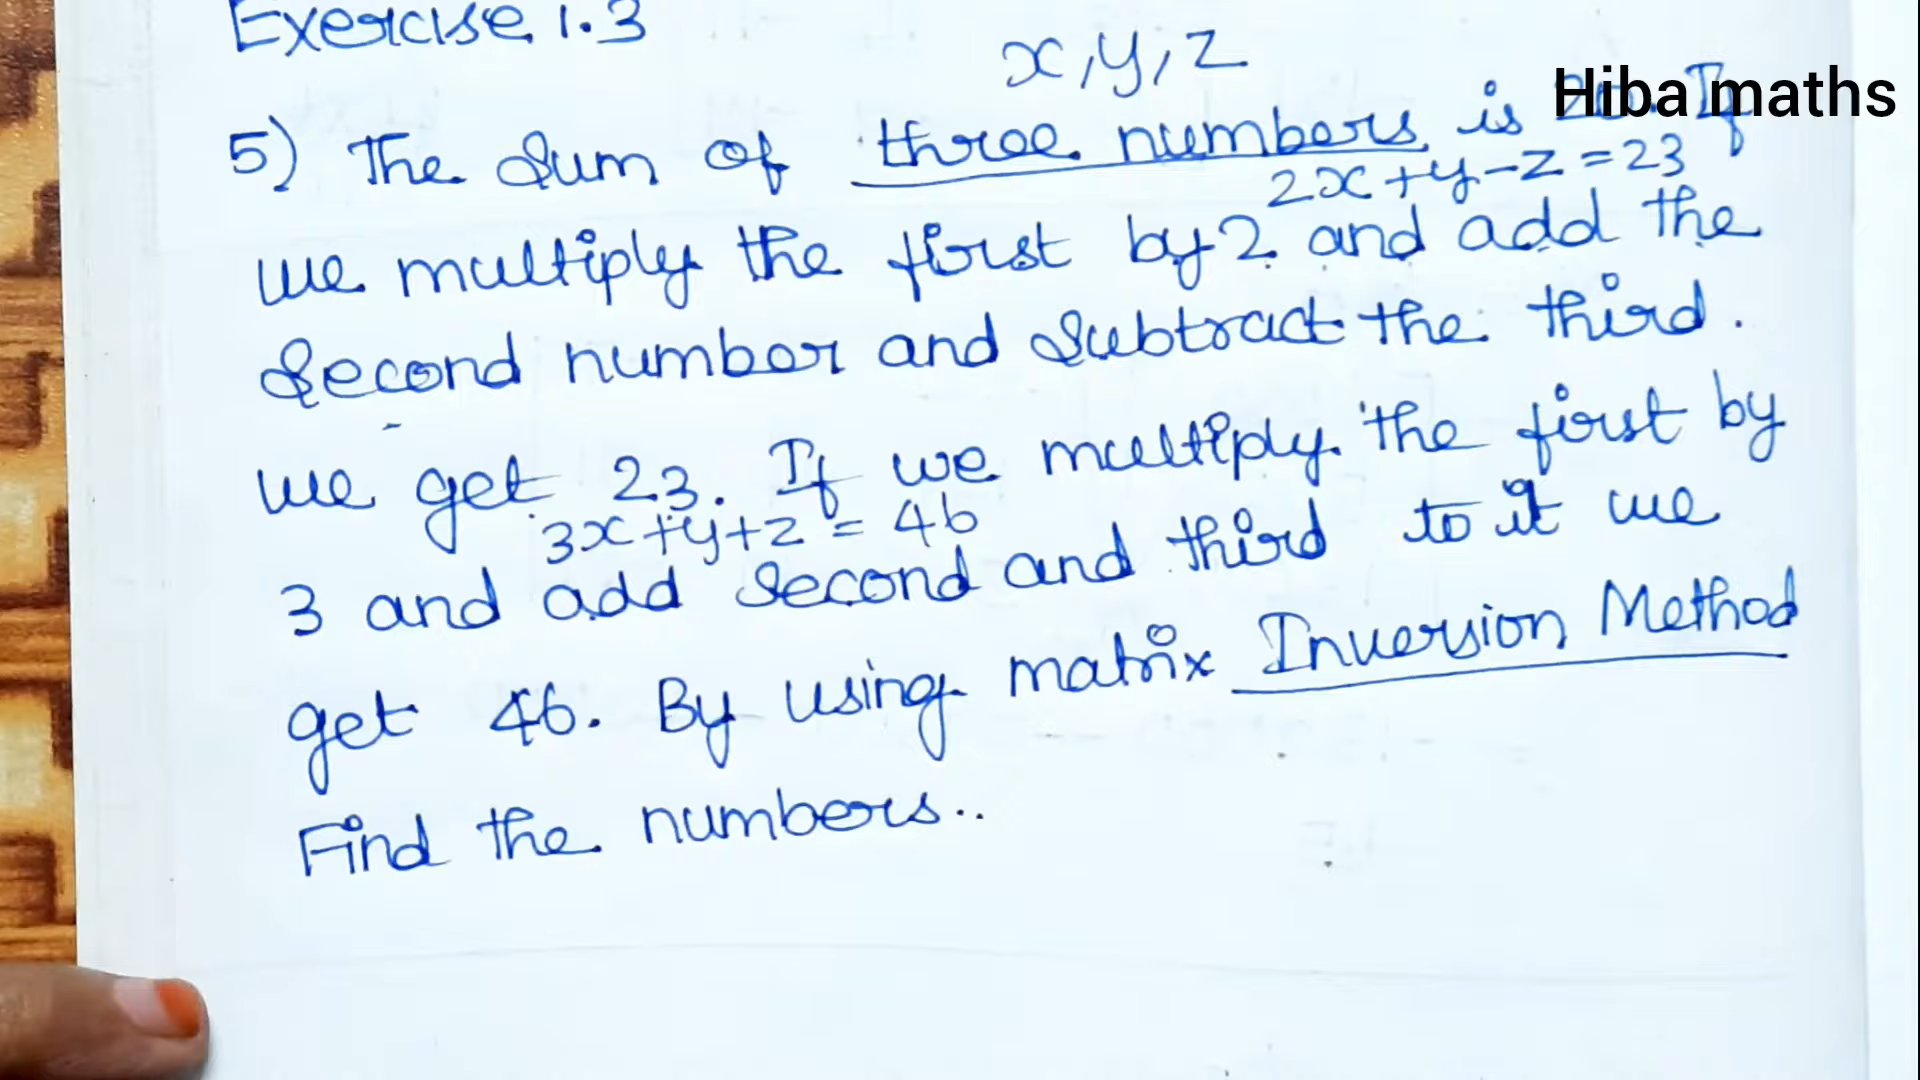 Exercise 1.3
x, y, z
Hiba maths
5) The Sum of three numbers is 20. If
2x + y - z = 23
we multiply the first by 2 and add the
second number and Subtract the third.
we get 23. If we multiply the first by
3x + y + z = 46
3 and add second and third to it we
get 46. By using matrix Inversion Method
Find the numbers..